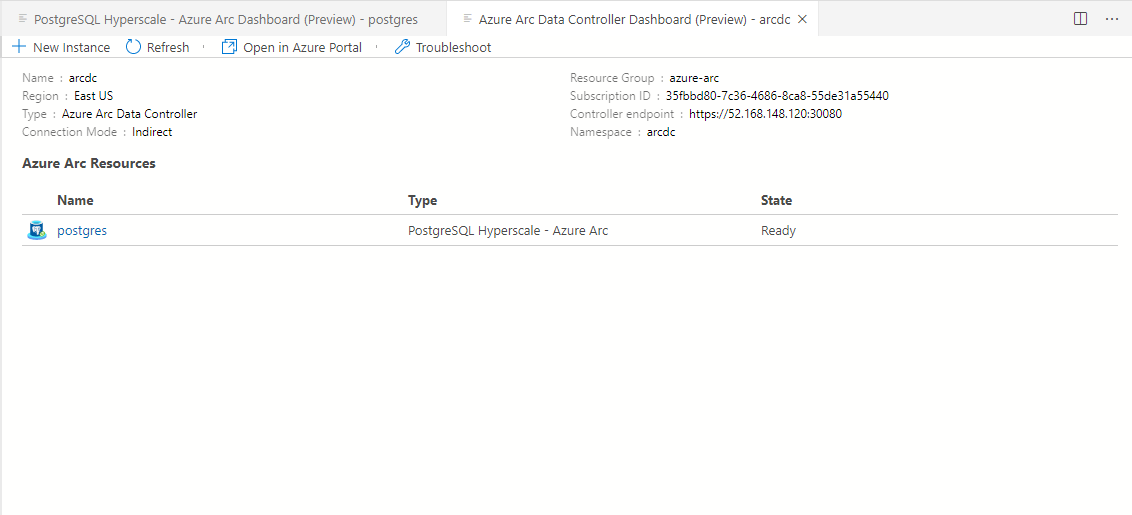 PostgreSQL Hyperscale - Azure Arc Dashboard (Preview) - postgres
Azure Arc Data Controller Dashboard (Preview) - arcdc
New Instance
Refresh
Open in Azure Portal
Troubleshoot
Name : arcdc
Region : East US
Type : Azure Arc Data Controller
Connection Mode : Indirect
Resource Group : azure-arc
Subscription ID : 35fbbd80-7c36-4686-8ca8-55de31a55440
Controller endpoint : https://52.168.148.120:30080
Namespace : arcdc
Azure Arc Resources
Name Type State
postgres PostgreSQL Hyperscale - Azure Arc Ready